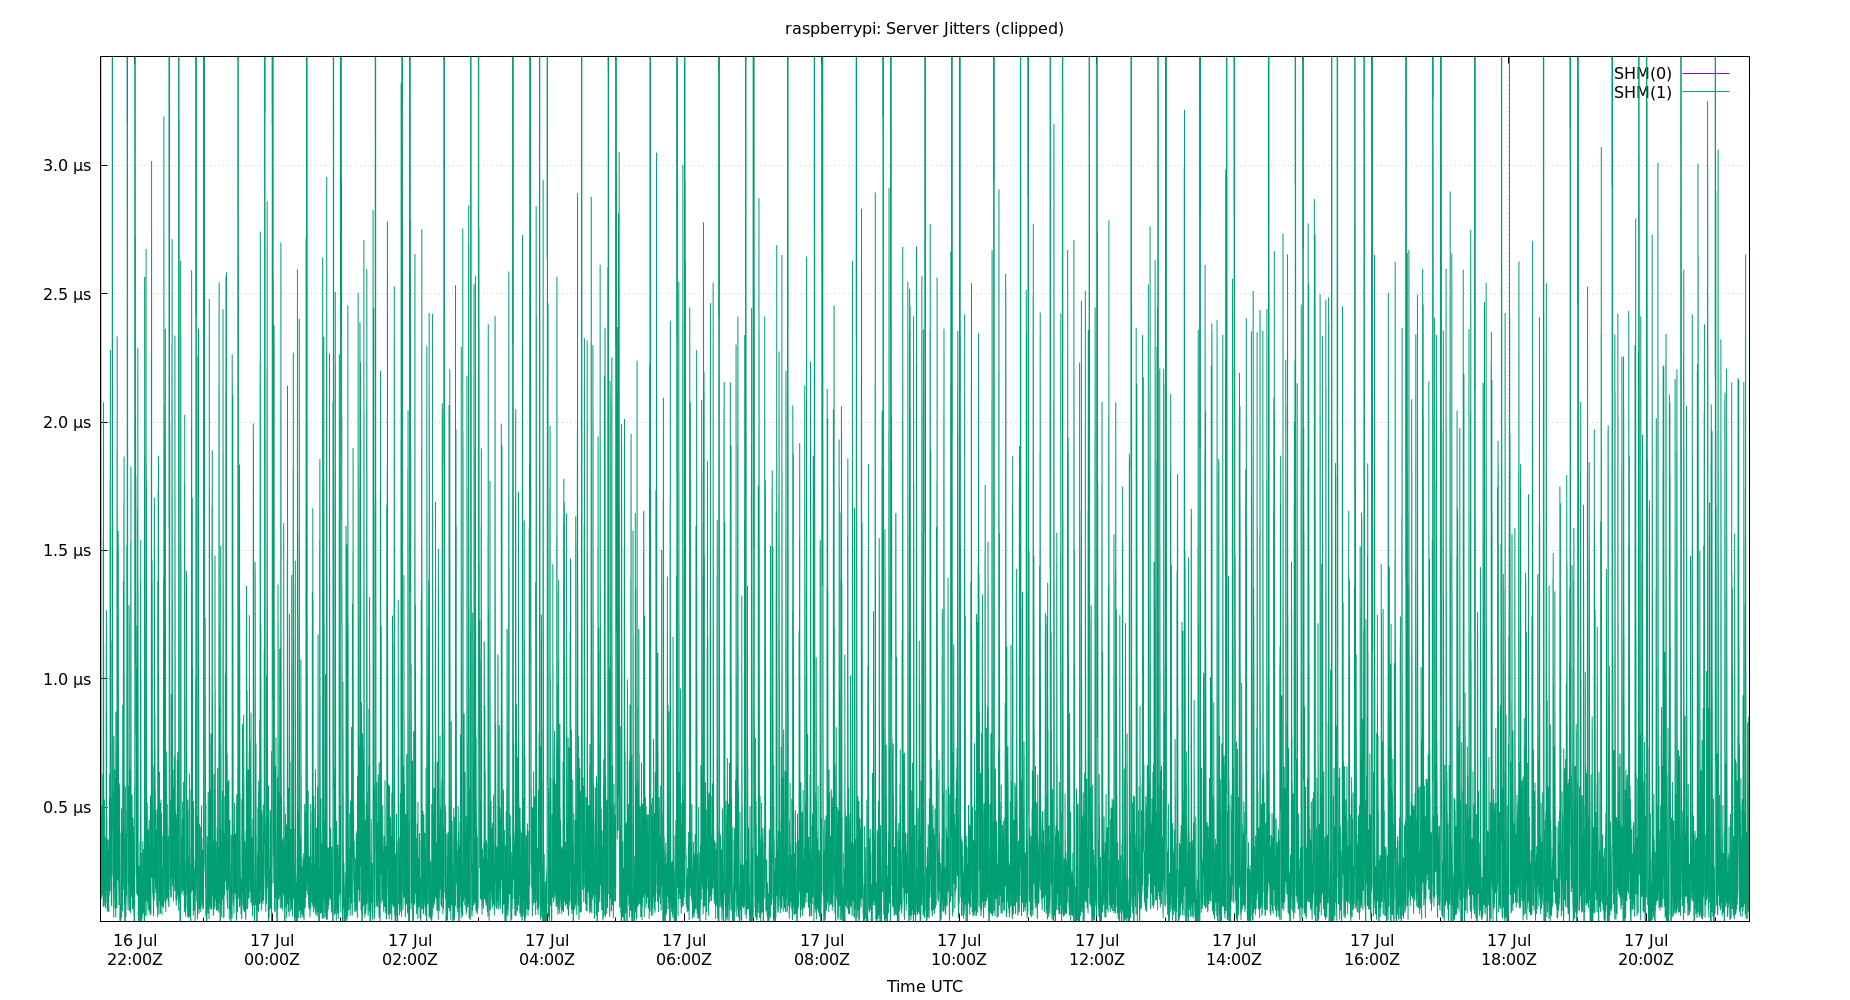 raspberrypi: Server Jitters (clipped)
SHM(0)
SHM(1)
3.0 µs
2.5 µs
2.0 µs
1.5 µs
1.0 µs
0.5 µs
16 Jul 17 Jul 17 Jul 17 Jul 17 Jul 17 Jul 17 Jul 17 Jul 17 Jul 17 Jul 17 Jul 17 Jul
22:00Z 00:00Z 02:00Z 04:00Z 06:00Z 08:00Z 10:00Z 12:00Z 14:00Z 16:00Z 18:00Z 20:00Z
Time UTC